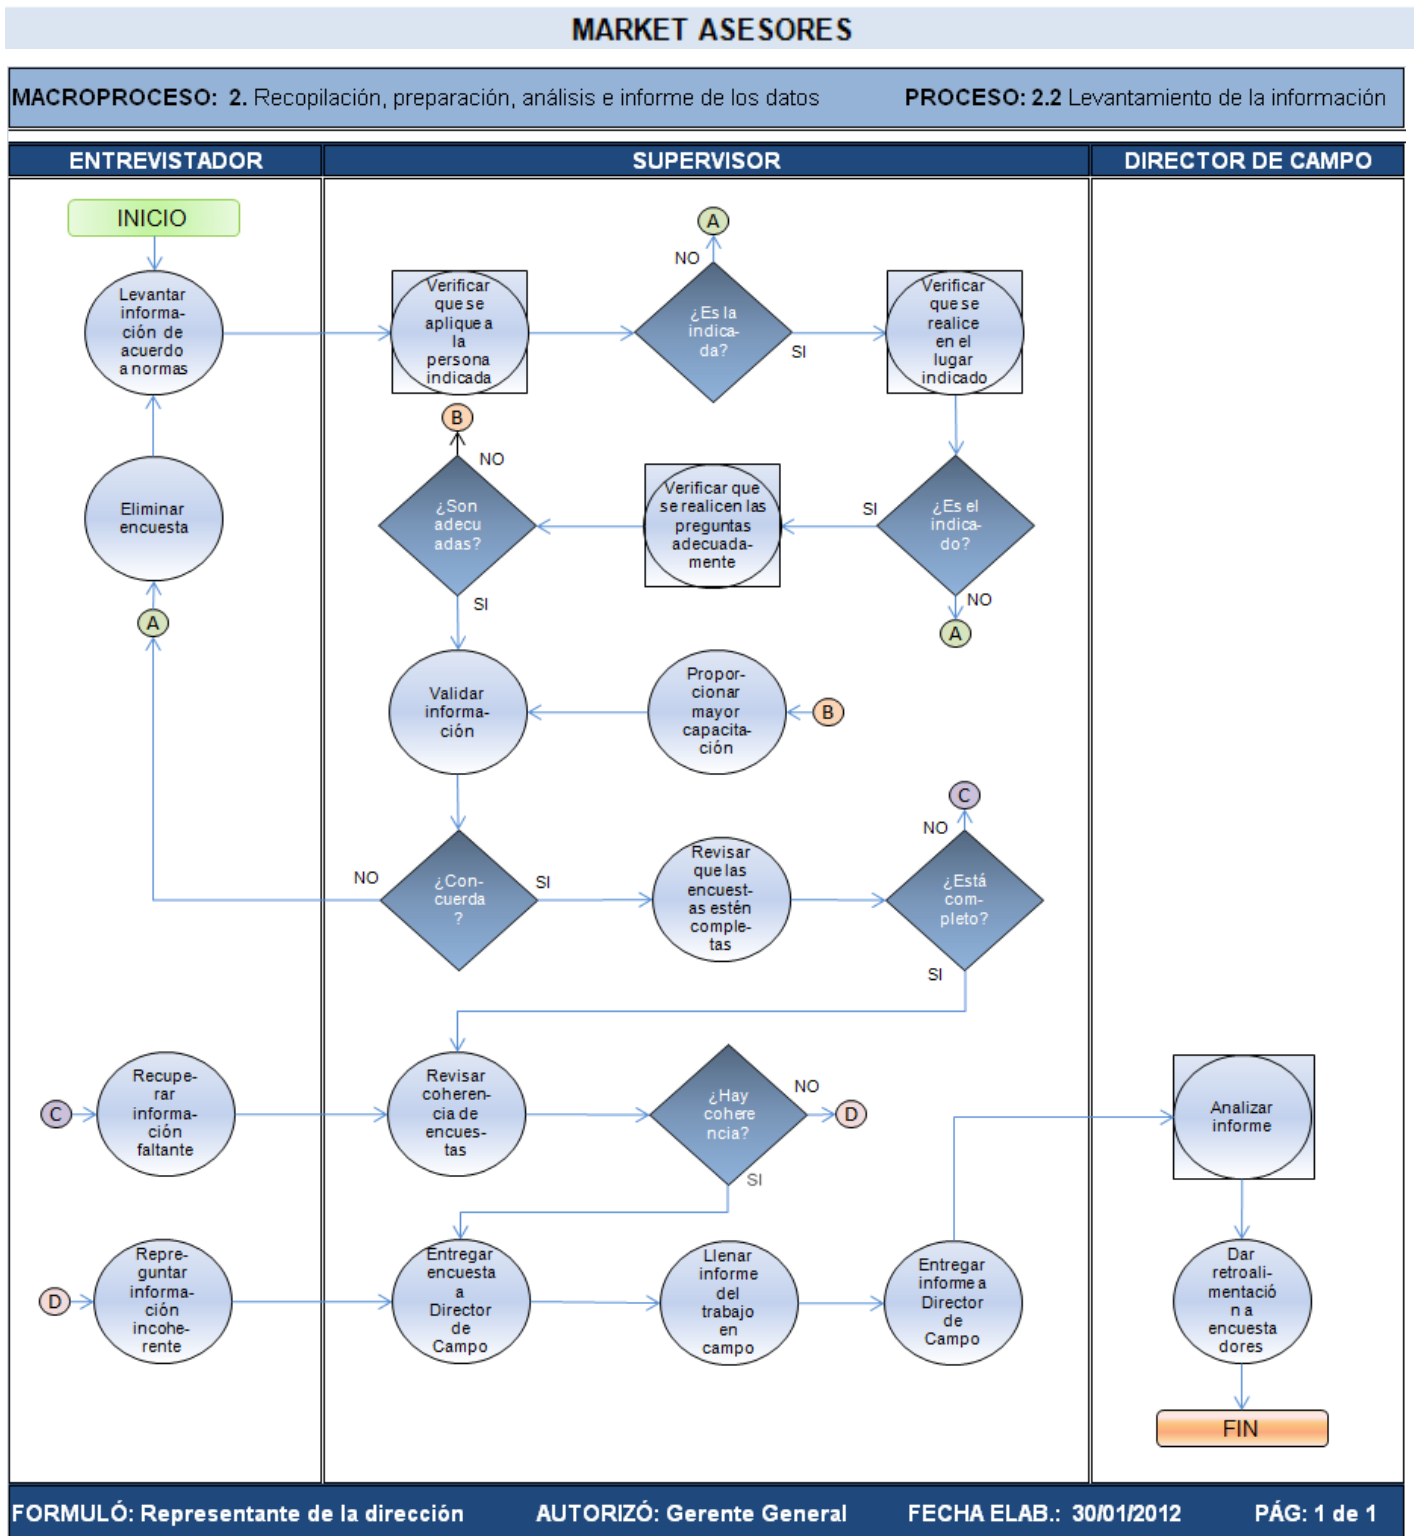 MARKET ASESORES
MACROPROCESO: 2. Recopilación, preparación, análisis e informe de los datos PROCESO: 2.2 Levantamiento de la información
ENTREVISTADOR
SUPERVISOR
DIRECTOR DE CAMPO
INICIO
Levantar
informa-
ción de
acuerdo
a normas
Verificar
que se
aplique a
la
persona
indicada
A
NO
¿Es la
indica-
da?
SI
Verificar
que se
realice
en el
lugar
indicado
B
NO
¿Son
adecu
adas?
SI
Verificar que
se realicen las
preguntas
adecuada-
mente
SI
¿Es el
indica-
do?
NO
A
Eliminar
encuesta
A
Validar
informa-
ción
Propor-
cionar
mayor
capacita-
ción
B
NO
¿Con-
cuerda
?
SI
Revisar
que las
encuest-
as estén
comple-
tas
C
NO
¿Está
com-
pleto?
SI
C
Recupe-
rar
informa-
ción
faltante
Revisar
coheren-
cia de
encues-
tas
¿Hay
cohere
ncia?
NO
D
SI
Analizar
informe
D
Repre-
guntar
informa-
ción
incohe-
rente
Entregar
encuesta
a
Director
de
Campo
Llenar
informe
del
trabajo
en
campo
Entregar
informe a
Director
de
Campo
Dar
retroali-
mentació
n a
encuesta
dores
FIN
FORMULÓ: Representante de la dirección AUTORIZÓ: Gerente General FECHA ELAB.: 30/01/2012 PÁG: 1 de 1